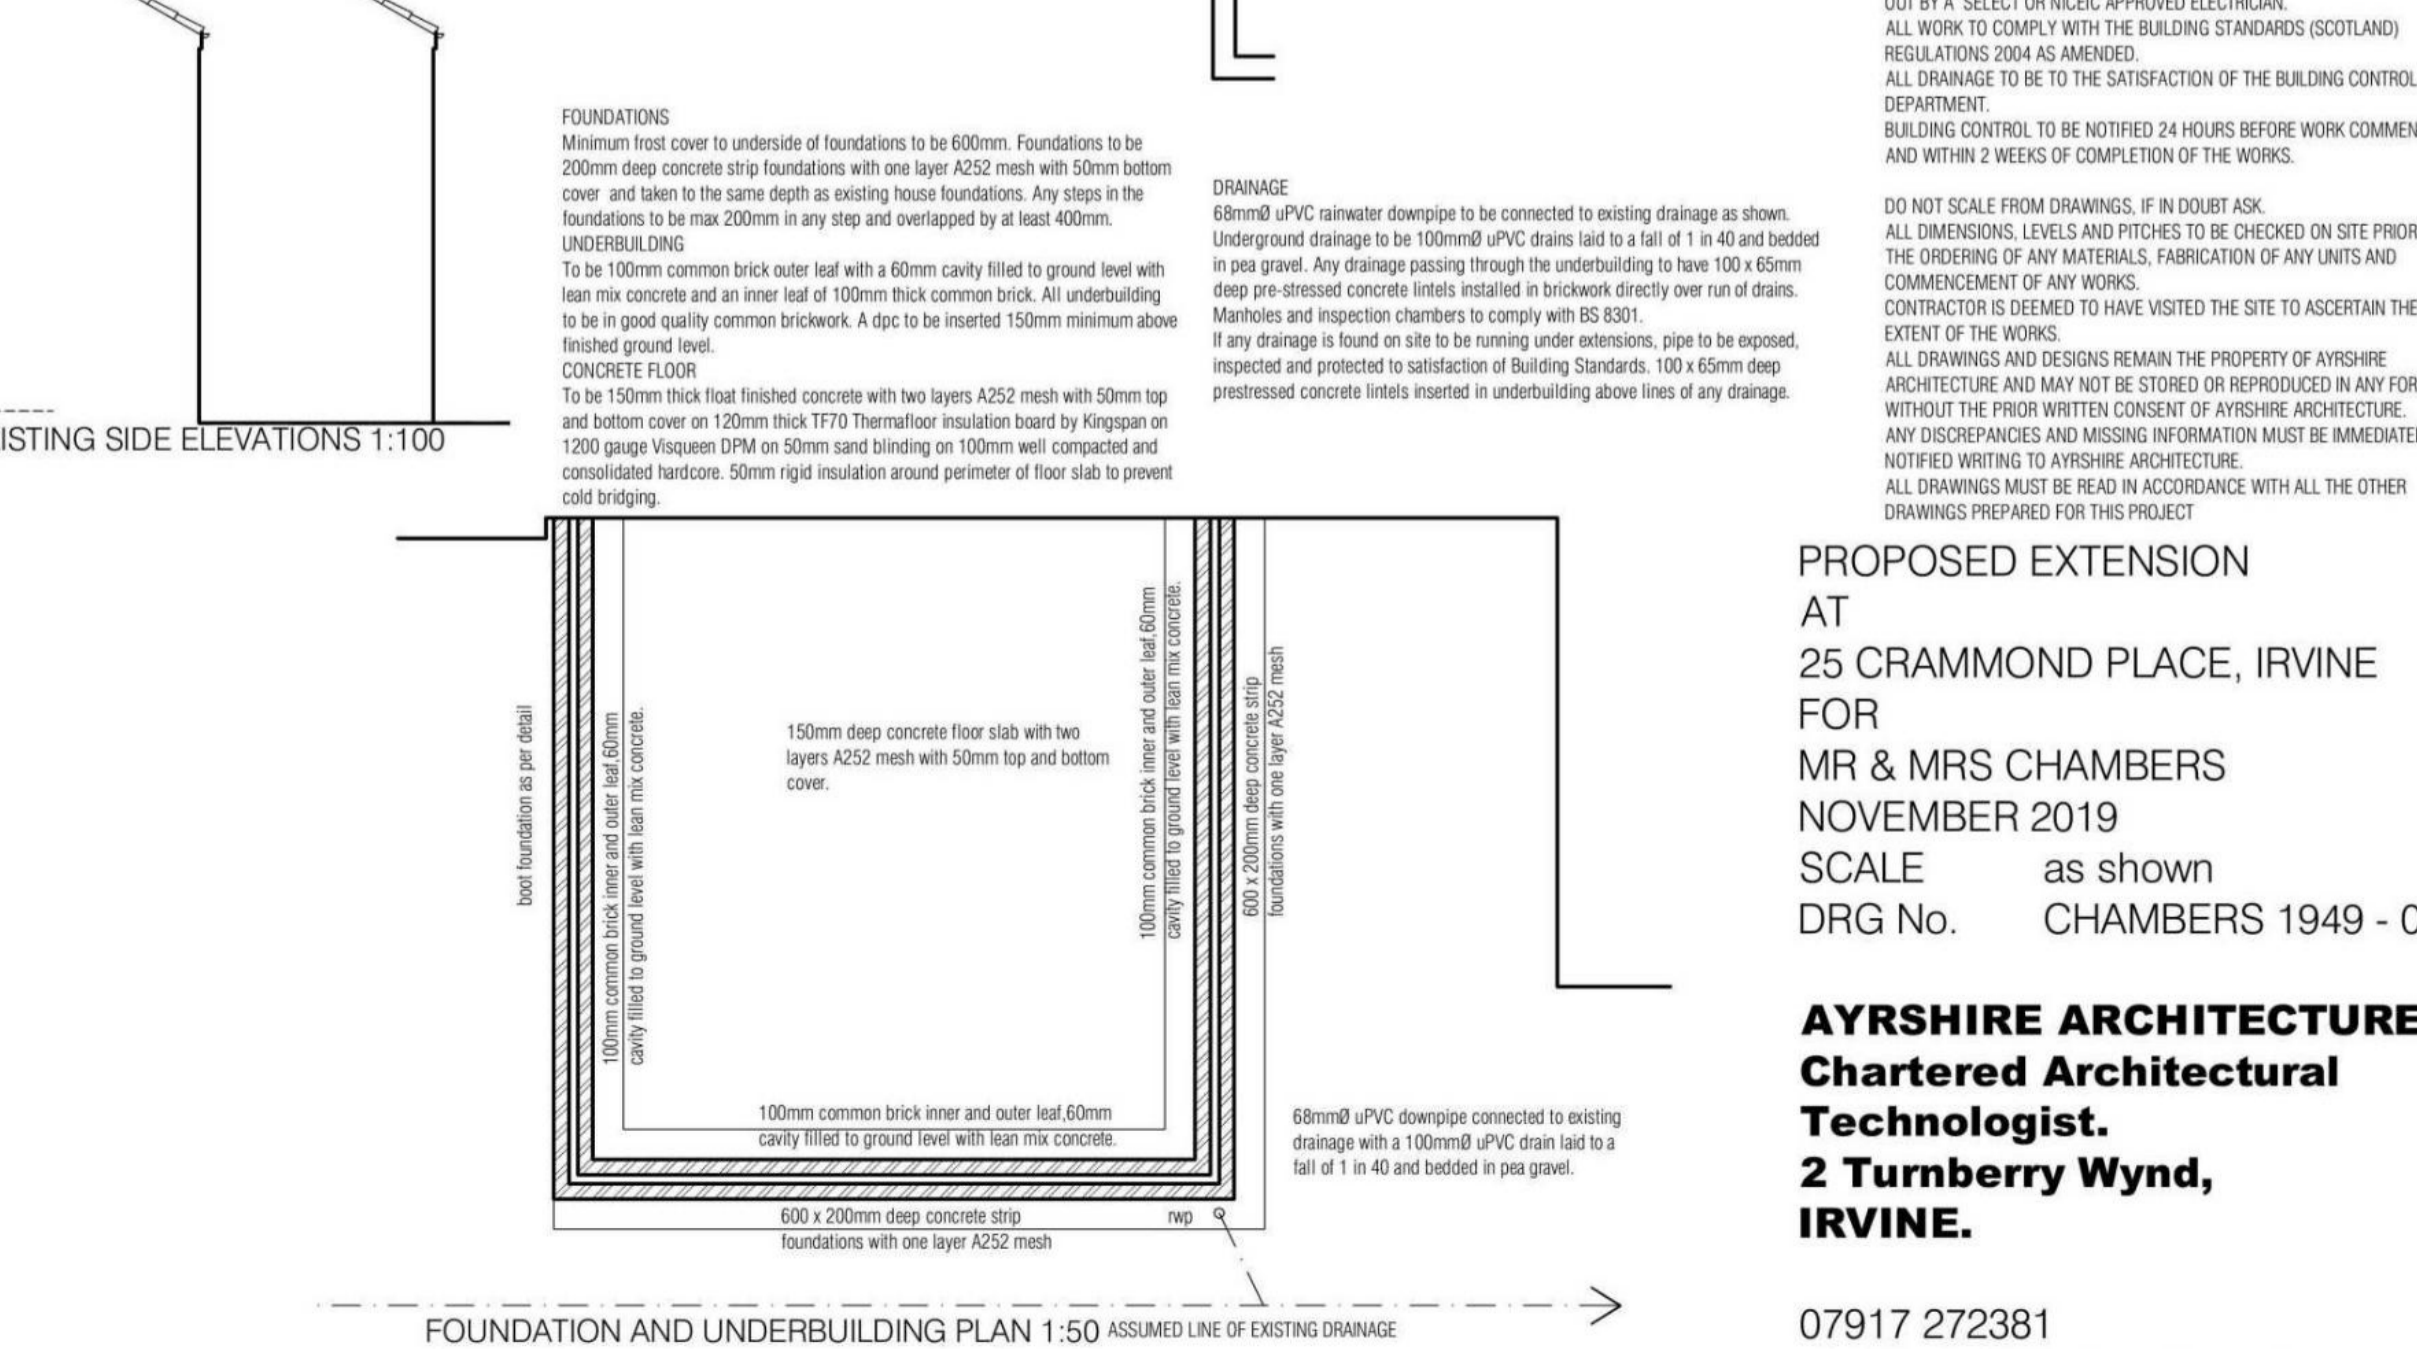 FOUNDATIONS
Minimum frost cover to underside of foundations to be 600mm. Foundations to be
200mm deep concrete strip foundations with one layer A252 mesh with 50mm bottom
cover and taken to the same depth as existing house foundations. Any steps in the
foundations to be max 200mm in any step and overlapped by at least 400mm.
UNDERBUILDING
To be 100mm common brick outer leaf with a 60mm cavity filled to ground level with
lean mix concrete and an inner leaf of 100mm thick common brick. All underbuilding
to be in good quality common brickwork. A dpc to be inserted 150mm minimum above
finished ground level.
CONCRETE FLOOR
To be 150mm thick float finished concrete with two layers A252 mesh with 50mm top
and bottom cover on 120mm thick TF70 Thermafloor insulation board by Kingspan on
1200 gauge Visqueen DPM on 50mm sand blinding on 100mm well compacted and
consolidated hardcore. 50mm rigid insulation around perimeter of floor slab to prevent
cold bridging.
DRAINAGE
68mmØ uPVC rainwater downpipe to be connected to existing drainage as shown.
Underground drainage to be 100mmØ uPVC drains laid to a fall of 1 in 40 and bedded
in pea gravel. Any drainage passing through the underbuilding to have 100 x 65mm
deep pre-stressed concrete lintels installed in brickwork directly over run of drains.
Manholes and inspection chambers to comply with BS 8301.
If any drainage is found on site to be running under extensions, pipe to be exposed,
inspected and protected to satisfaction of Building Standards. 100 x 65mm deep
prestressed concrete lintels inserted in underbuilding above lines of any drainage.
ISTING SIDE ELEVATIONS 1:100
boot foundation as per detail
100mm common brick inner and outer leaf,60mm
cavity filled to ground level with lean mix concrete.
150mm deep concrete floor slab with two
layers A252 mesh with 50mm top and bottom
cover.
100mm common brick inner and outer leaf,60mm
cavity filled to ground level with lean mix concrete.
600 x 200mm deep concrete strip
foundations with one layer A252 mesh
100mm common brick inner and outer leaf,60mm
cavity filled to ground level with lean mix concrete.
600 x 200mm deep concrete strip
foundations with one layer A252 mesh
rwp
68mmØ uPVC downpipe connected to existing
drainage with a 100mmØ uPVC drain laid to a
fall of 1 in 40 and bedded in pea gravel.
FOUNDATION AND UNDERBUILDING PLAN 1:50
ASSUMED LINE OF EXISTING DRAINAGE
OUT BY A SELECT OR NICEIC APPROVED ELECTRICIAN.
ALL WORK TO COMPLY WITH THE BUILDING STANDARDS (SCOTLAND)
REGULATIONS 2004 AS AMENDED.
ALL DRAINAGE TO BE TO THE SATISFACTION OF THE BUILDING CONTROL
DEPARTMENT.
BUILDING CONTROL TO BE NOTIFIED 24 HOURS BEFORE WORK COMMEN
AND WITHIN 2 WEEKS OF COMPLETION OF THE WORKS.
DO NOT SCALE FROM DRAWINGS, IF IN DOUBT ASK.
ALL DIMENSIONS, LEVELS AND PITCHES TO BE CHECKED ON SITE PRIOR
THE ORDERING OF ANY MATERIALS, FABRICATION OF ANY UNITS AND
COMMENCEMENT OF ANY WORKS.
CONTRACTOR IS DEEMED TO HAVE VISITED THE SITE TO ASCERTAIN THE
EXTENT OF THE WORKS.
ALL DRAWINGS AND DESIGNS REMAIN THE PROPERTY OF AYRSHIRE
ARCHITECTURE AND MAY NOT BE STORED OR REPRODUCED IN ANY FOR
WITHOUT THE PRIOR WRITTEN CONSENT OF AYRSHIRE ARCHITECTURE.
ANY DISCREPANCIES AND MISSING INFORMATION MUST BE IMMEDIATE
NOTIFIED WRITING TO AYRSHIRE ARCHITECTURE.
ALL DRAWINGS MUST BE READ IN ACCORDANCE WITH ALL THE OTHER
DRAWINGS PREPARED FOR THIS PROJECT
PROPOSED EXTENSION
AT
25 CRAMMOND PLACE, IRVINE
FOR
MR & MRS CHAMBERS
NOVEMBER 2019
SCALE as shown
DRG No. CHAMBERS 1949 - 0
AYRSHIRE ARCHITECTURE
Chartered Architectural
Technologist.
2 Turnberry Wynd,
IRVINE.
07917 272381